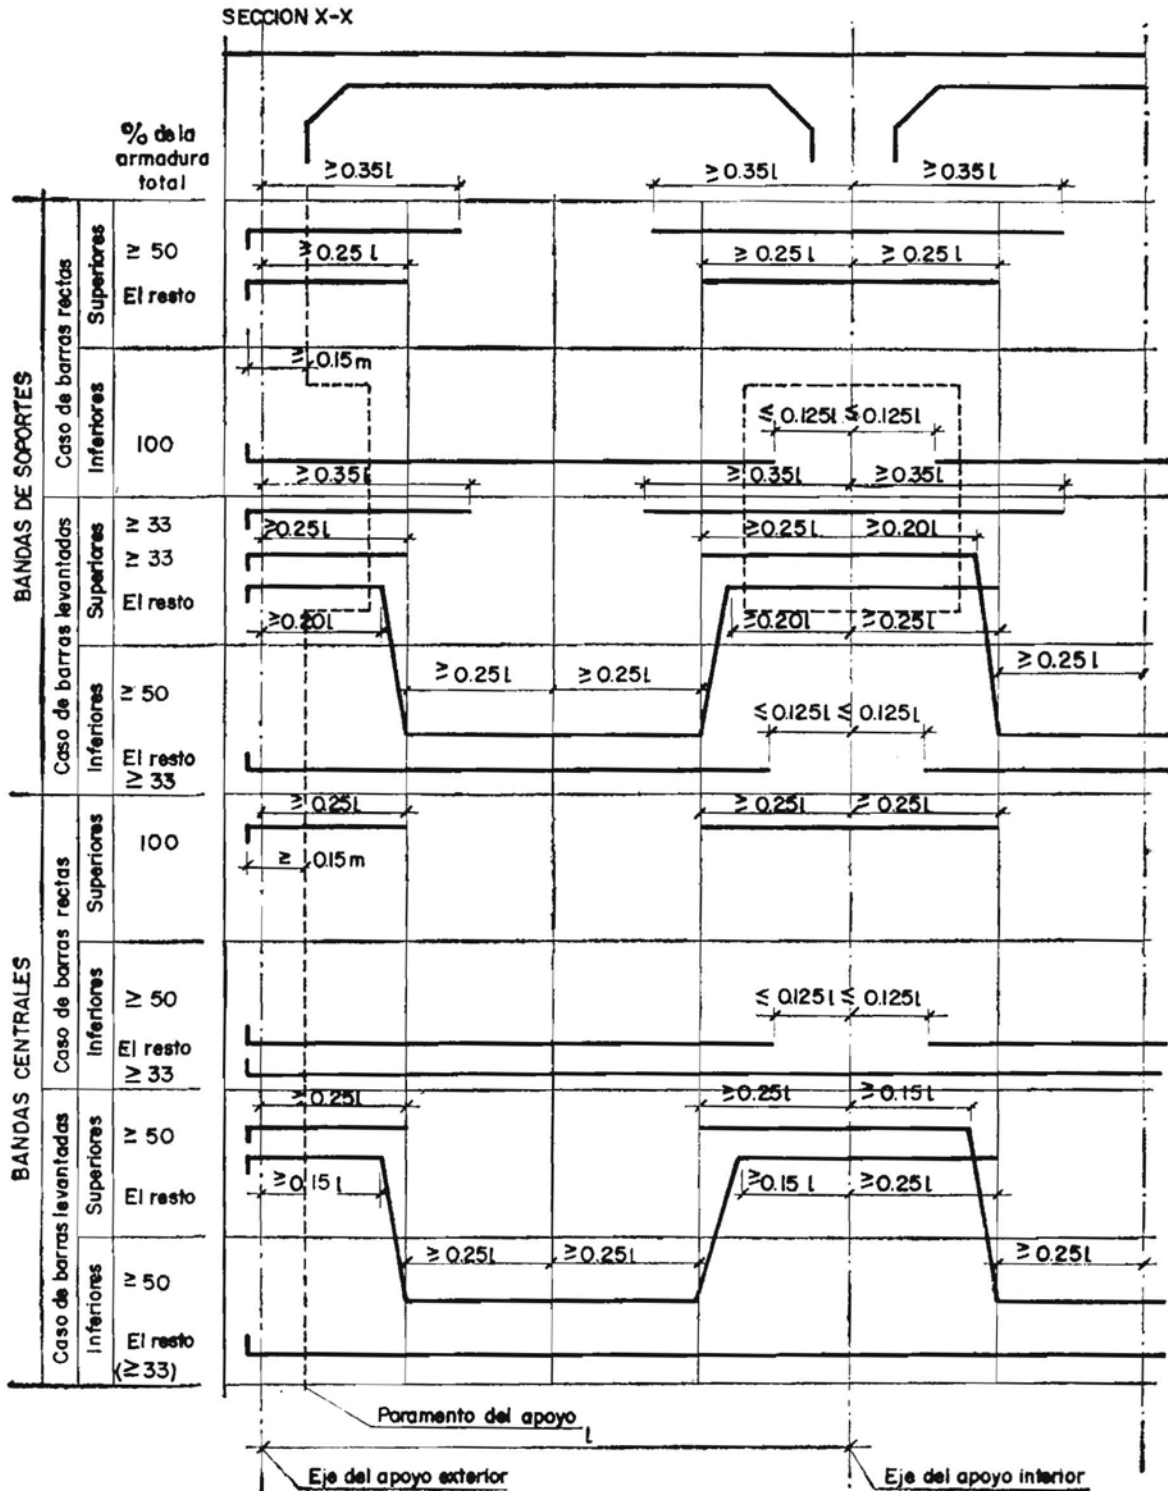 SECCION X-X
% de la
armadura
total
≥ 0.35l
≥ 0.35l
≥ 0.35l
BANDAS DE SOPORTES
Caso de barras rectas
Superiores
≥ 50
≥ 0.25 l
≥ 0.25 l
≥ 0.25 l
El resto
Inferiores
≥ 0.15 m
≤ 0.125l
≤ 0.125l
100
≥ 0.35l
≥ 0.35l
≥ 0.35l
Caso de barras levantadas
Superiores
≥ 33
≥0.25l
≥0.25l
≥0.20l
≥ 33
El resto
≥0.20l
≥0.20l
≥0.25l
Inferiores
≥ 0.25l
≥ 0.25l
≥ 0.25l
≥ 50
≤ 0.125l
≤ 0.125l
El resto
≥ 33
BANDAS CENTRALES
Caso de barras rectas
Superiores
≥ 0.25l
≥ 0.25l
≥ 0.25l
100
≥ 0.15 m
Inferiores
≥ 50
≤ 0.125l
≤ 0.125l
El resto
≥ 33
Caso de barras levantadas
Superiores
≥ 0.25l
≥0.25l
≥0.15l
≥ 50
El resto
≥0.15 l
≥0.15 l
≥0.25l
Inferiores
≥ 0.25l
≥ 0.25l
≥ 0.25l
≥ 50
El resto
(≥ 33)
Paramento del apoyo
l
Eje del apoyo exterior
Eje del apoyo interior